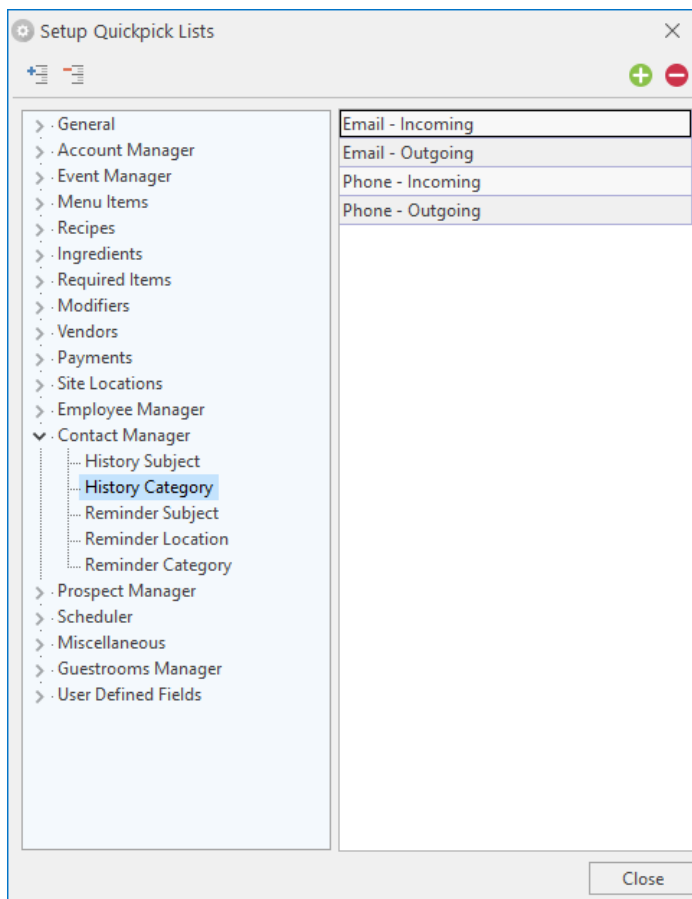 Setup Quickpick Lists
General
Account Manager
Event Manager
Menu Items
Recipes
Ingredients
Required Items
Modifiers
Vendors
Payments
Site Locations
Employee Manager
Contact Manager
History Subject
History Category
Reminder Subject
Reminder Location
Reminder Category
Prospect Manager
Scheduler
Miscellaneous
Guestrooms Manager
User Defined Fields
Email - Incoming
Email - Outgoing
Phone - Incoming
Phone - Outgoing
Close